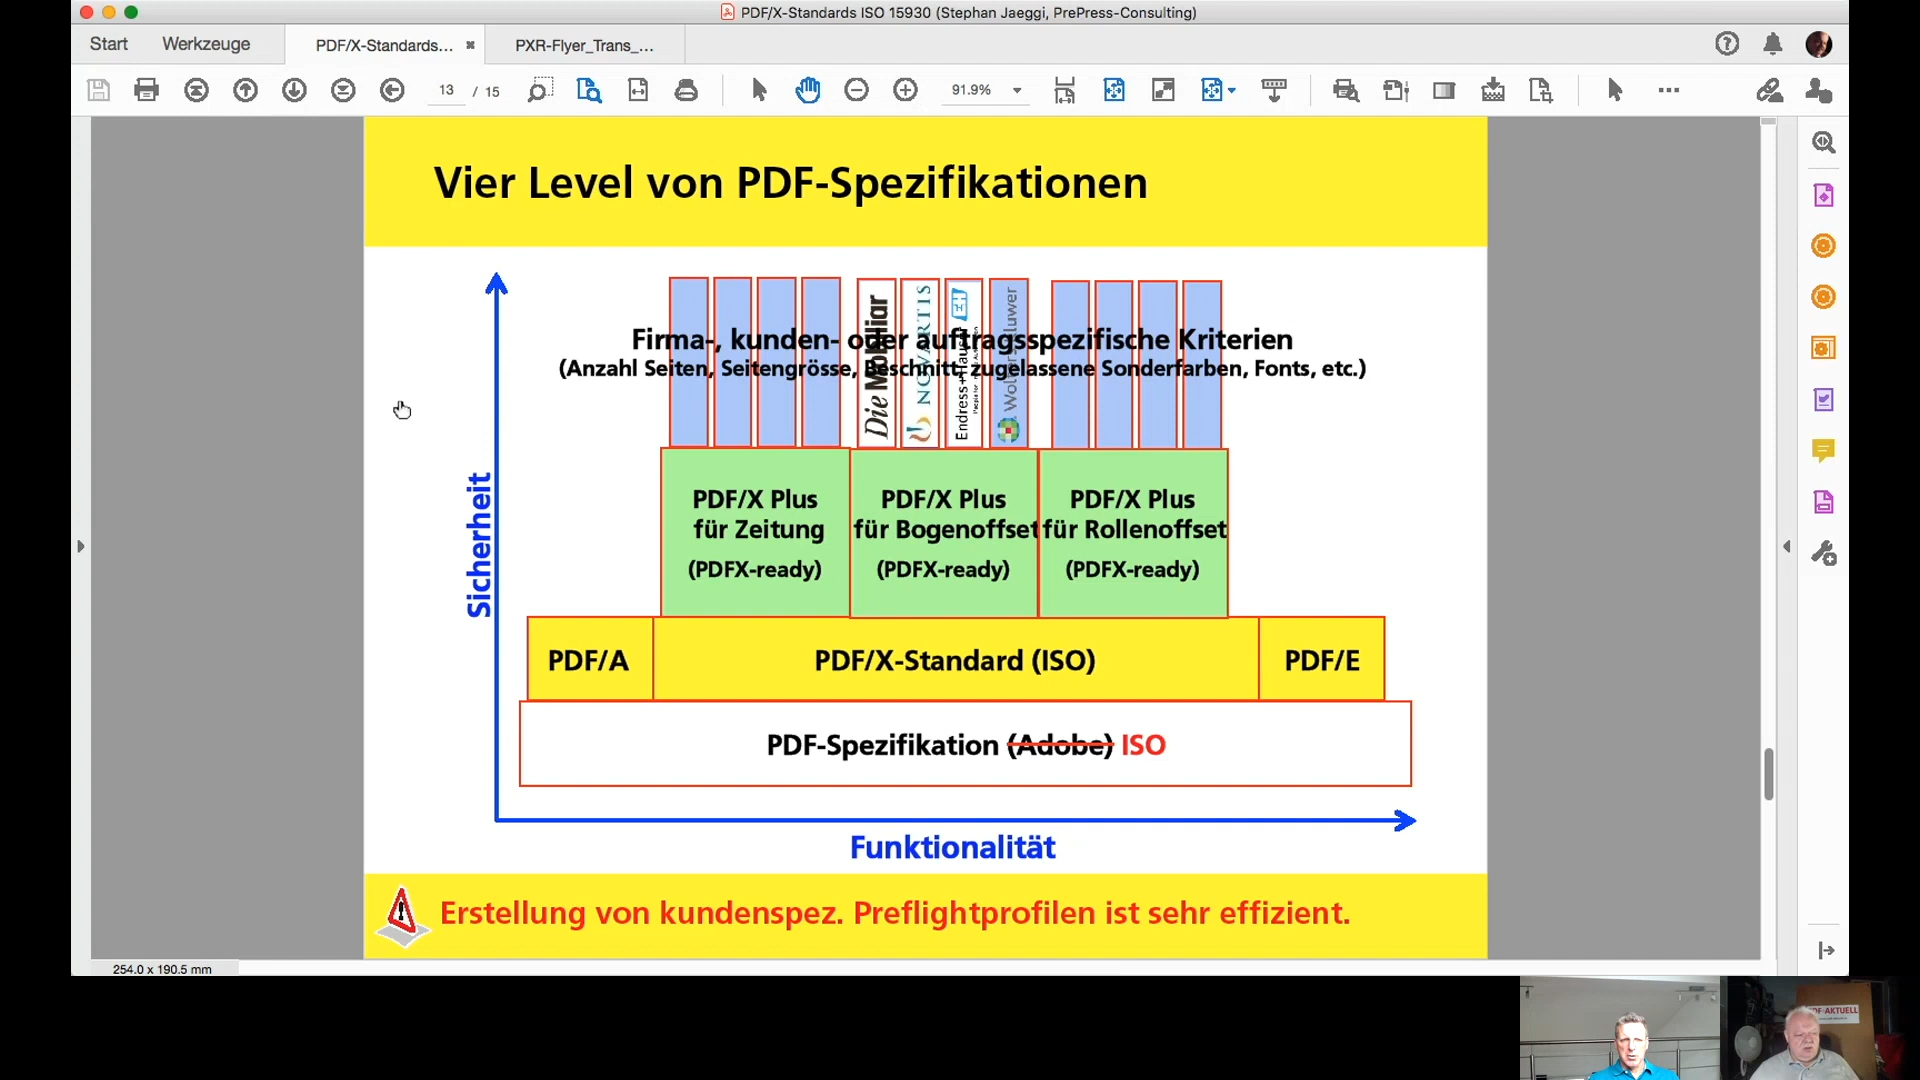 PDF/X-Standards ISO 15930 (Stephan Jaeggi, PrePress-Consulting)
Start
Werkzeuge
PDF/X-Standards...
PXR-Flyer_Trans_...
13 / 15
91.9%
Vier Level von PDF-Spezifikationen
Firma-, kunden- oder auftragsspezifische Kriterien
(Anzahl Seiten, Seitengrösse, Beschnitt, zugelassene Sonderfarben, Fonts, etc.)
Die Mobiliar
NOVARTIS
EH
Endress+Hauser
Wolters Kluwer
Sicherheit
PDF/X Plus
für Zeitung
(PDFX-ready)
PDF/X Plus
für Bogenoffset
(PDFX-ready)
PDF/X Plus
für Rollenoffset
(PDFX-ready)
PDF/A
PDF/X-Standard (ISO)
PDF/E
PDF-Spezifikation (Adobe) ISO
Funktionalität
Erstellung von kundenspez. Preflightprofilen ist sehr effizient.
254.0 x 190.5 mm
PDF-AKTUELL